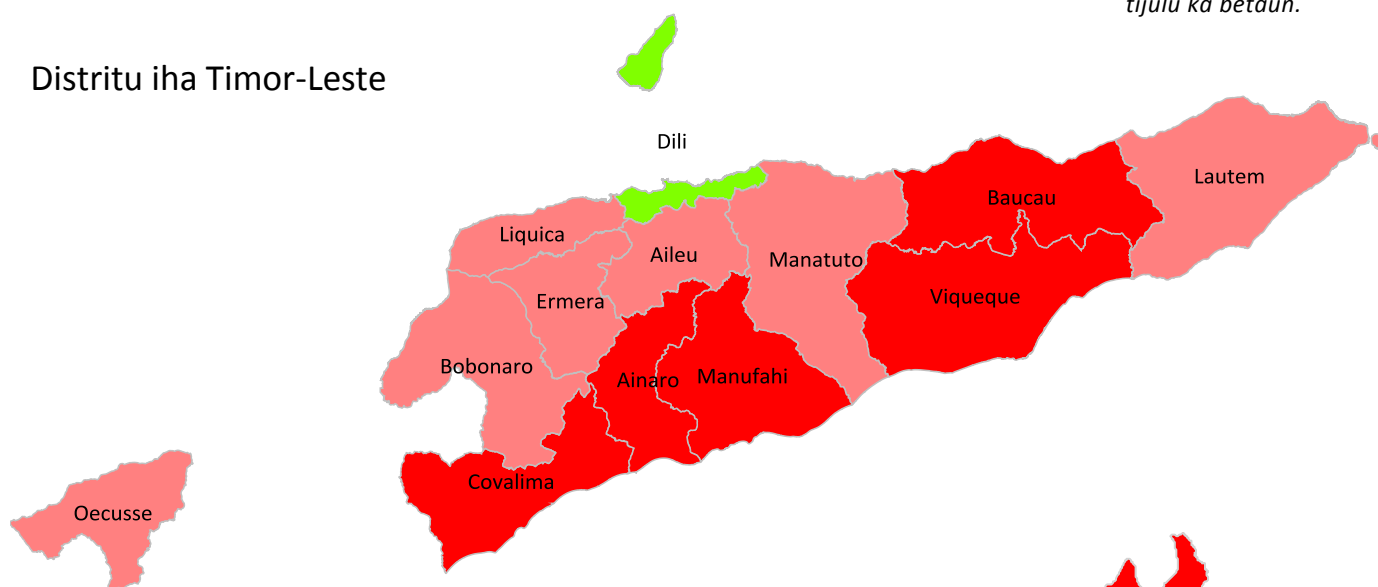 tijulu ka betaun.
Distritu iha Timor-Leste
Dili
Lautem
Baucau
Liquica
Aileu
Manatuto
Viqueque
Ermera
Bobonaro
Ainaro
Manufahi
Covalima
Oecusse